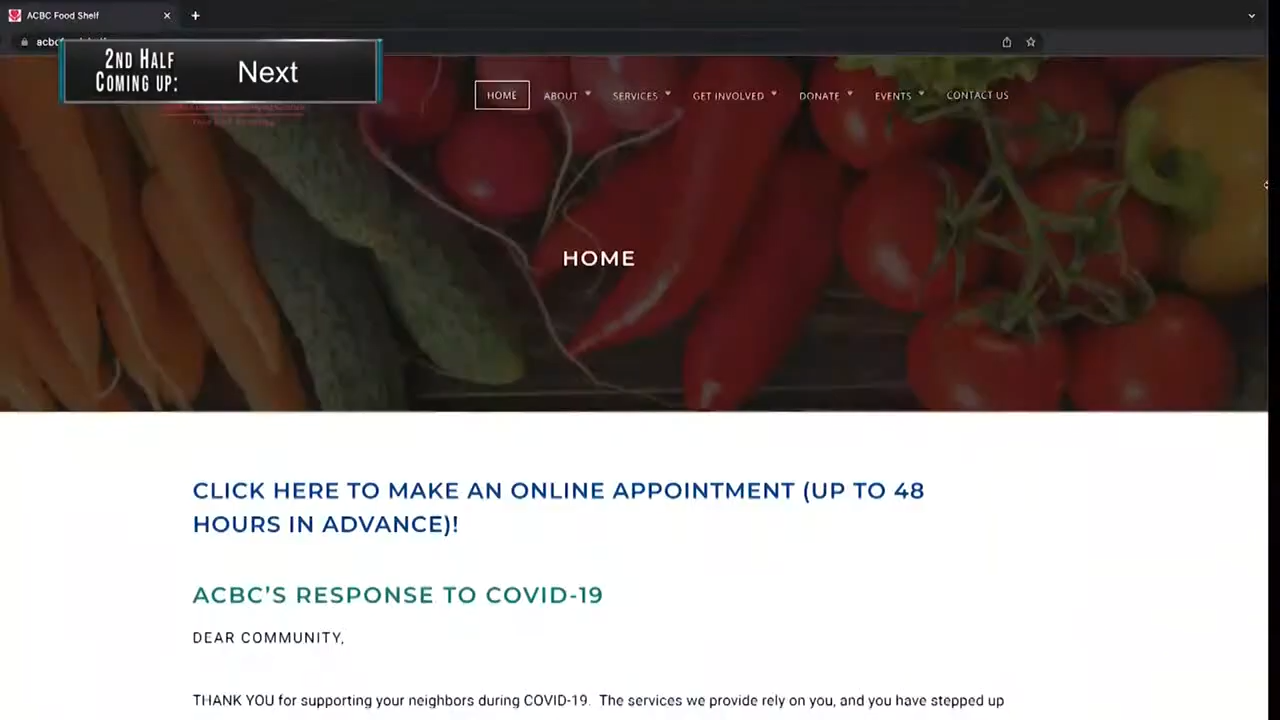 ACBC Food Shelf
2ND HALF
COMING UP:
Next
HOME ABOUT SERVICES GET INVOLVED DONATE EVENTS CONTACT US
HOME
CLICK HERE TO MAKE AN ONLINE APPOINTMENT (UP TO 48
HOURS IN ADVANCE)!
ACBC’S RESPONSE TO COVID-19
DEAR COMMUNITY,
THANK YOU for supporting your neighbors during COVID-19. The services we provide rely on you, and you have stepped up